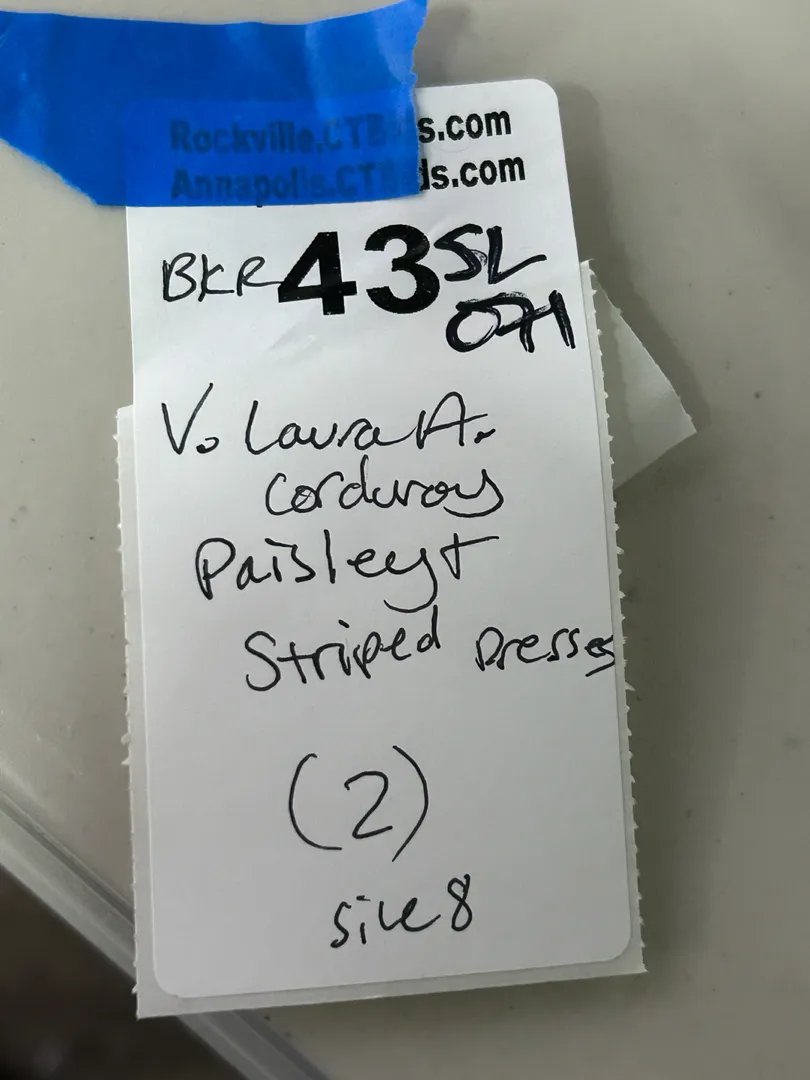 Rockville.CTBids.com
Annapolis.CTBids.com
BKR 43 SL
071
V. Laura A.
Corduroy
Paisley +
Striped Dresses
(2)
size 8